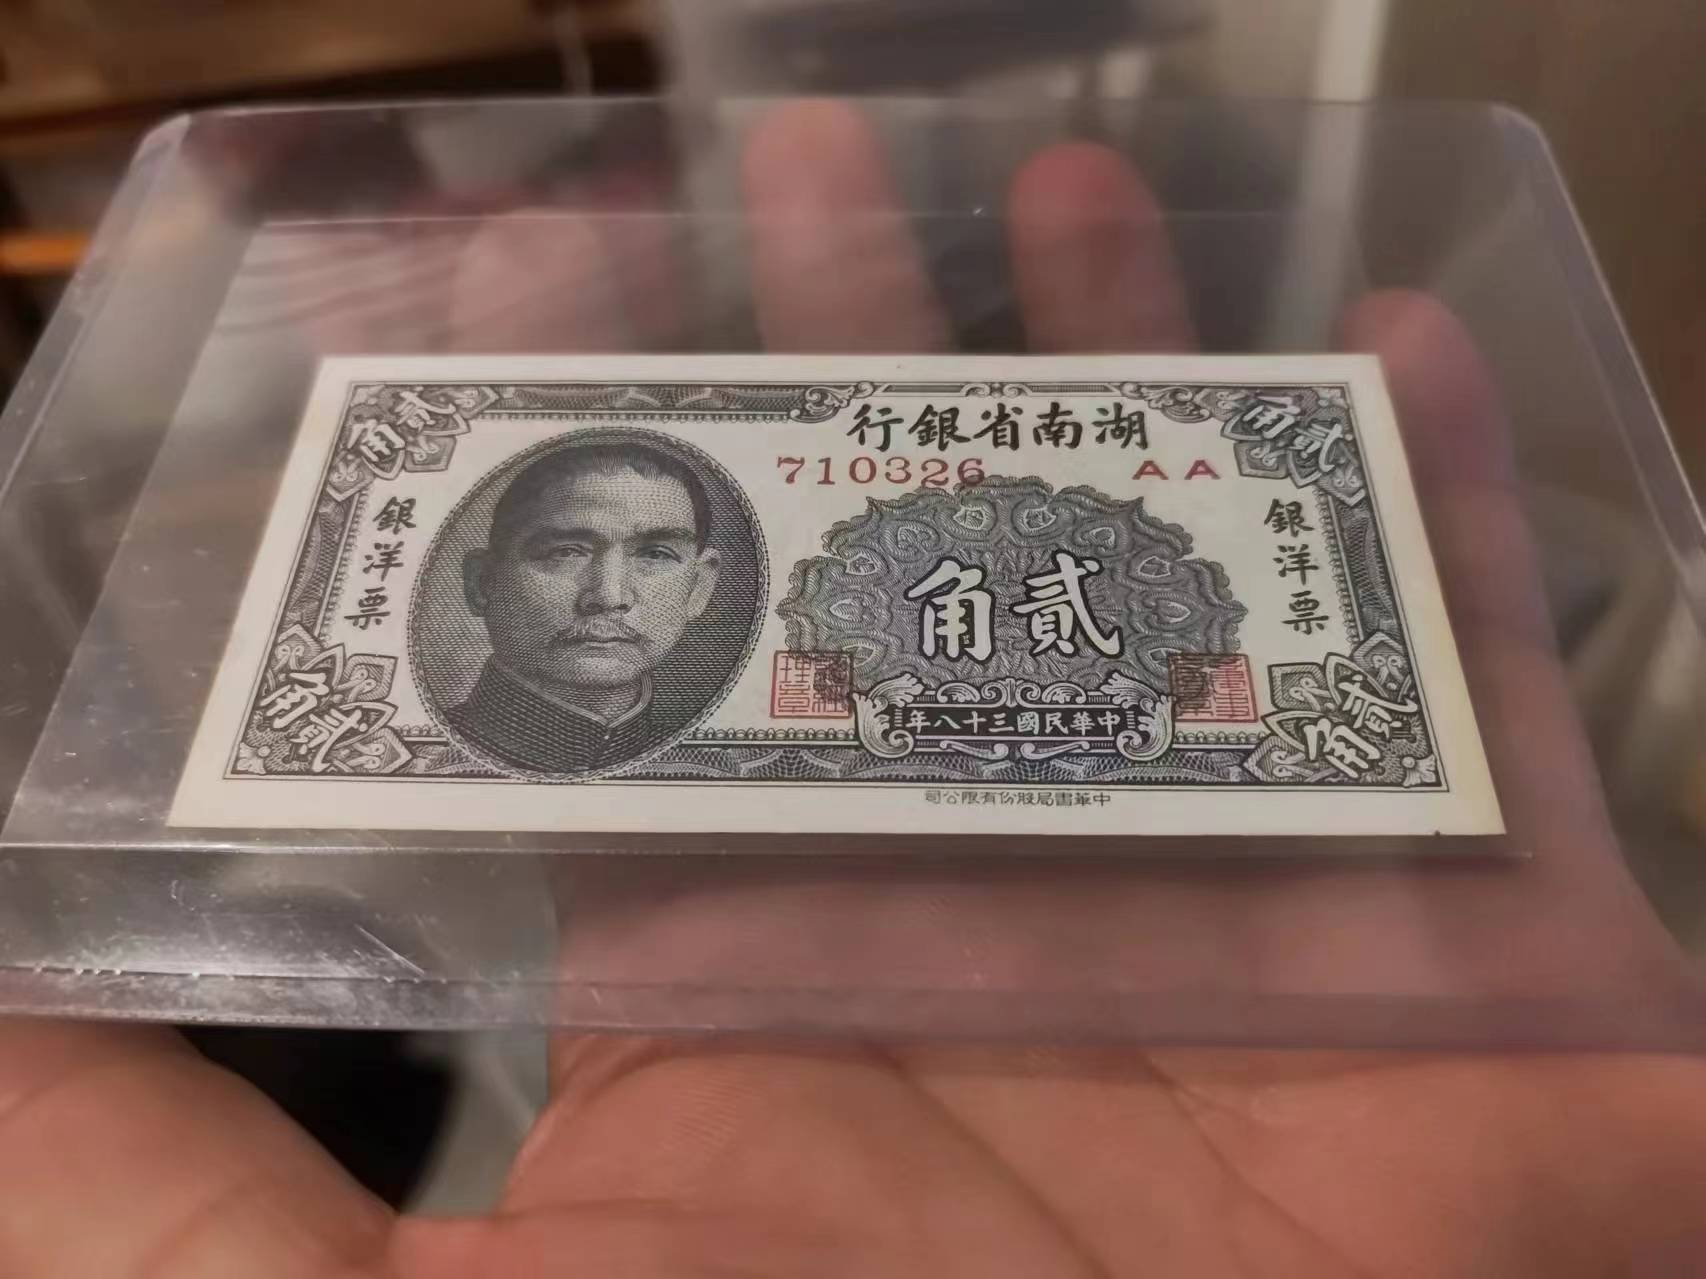 湖南省銀行
710326 AA
貳角
貳角
銀洋票
銀洋票
貳角
中華民國三十八年
貳角
貳角
中華書局股份有限公司